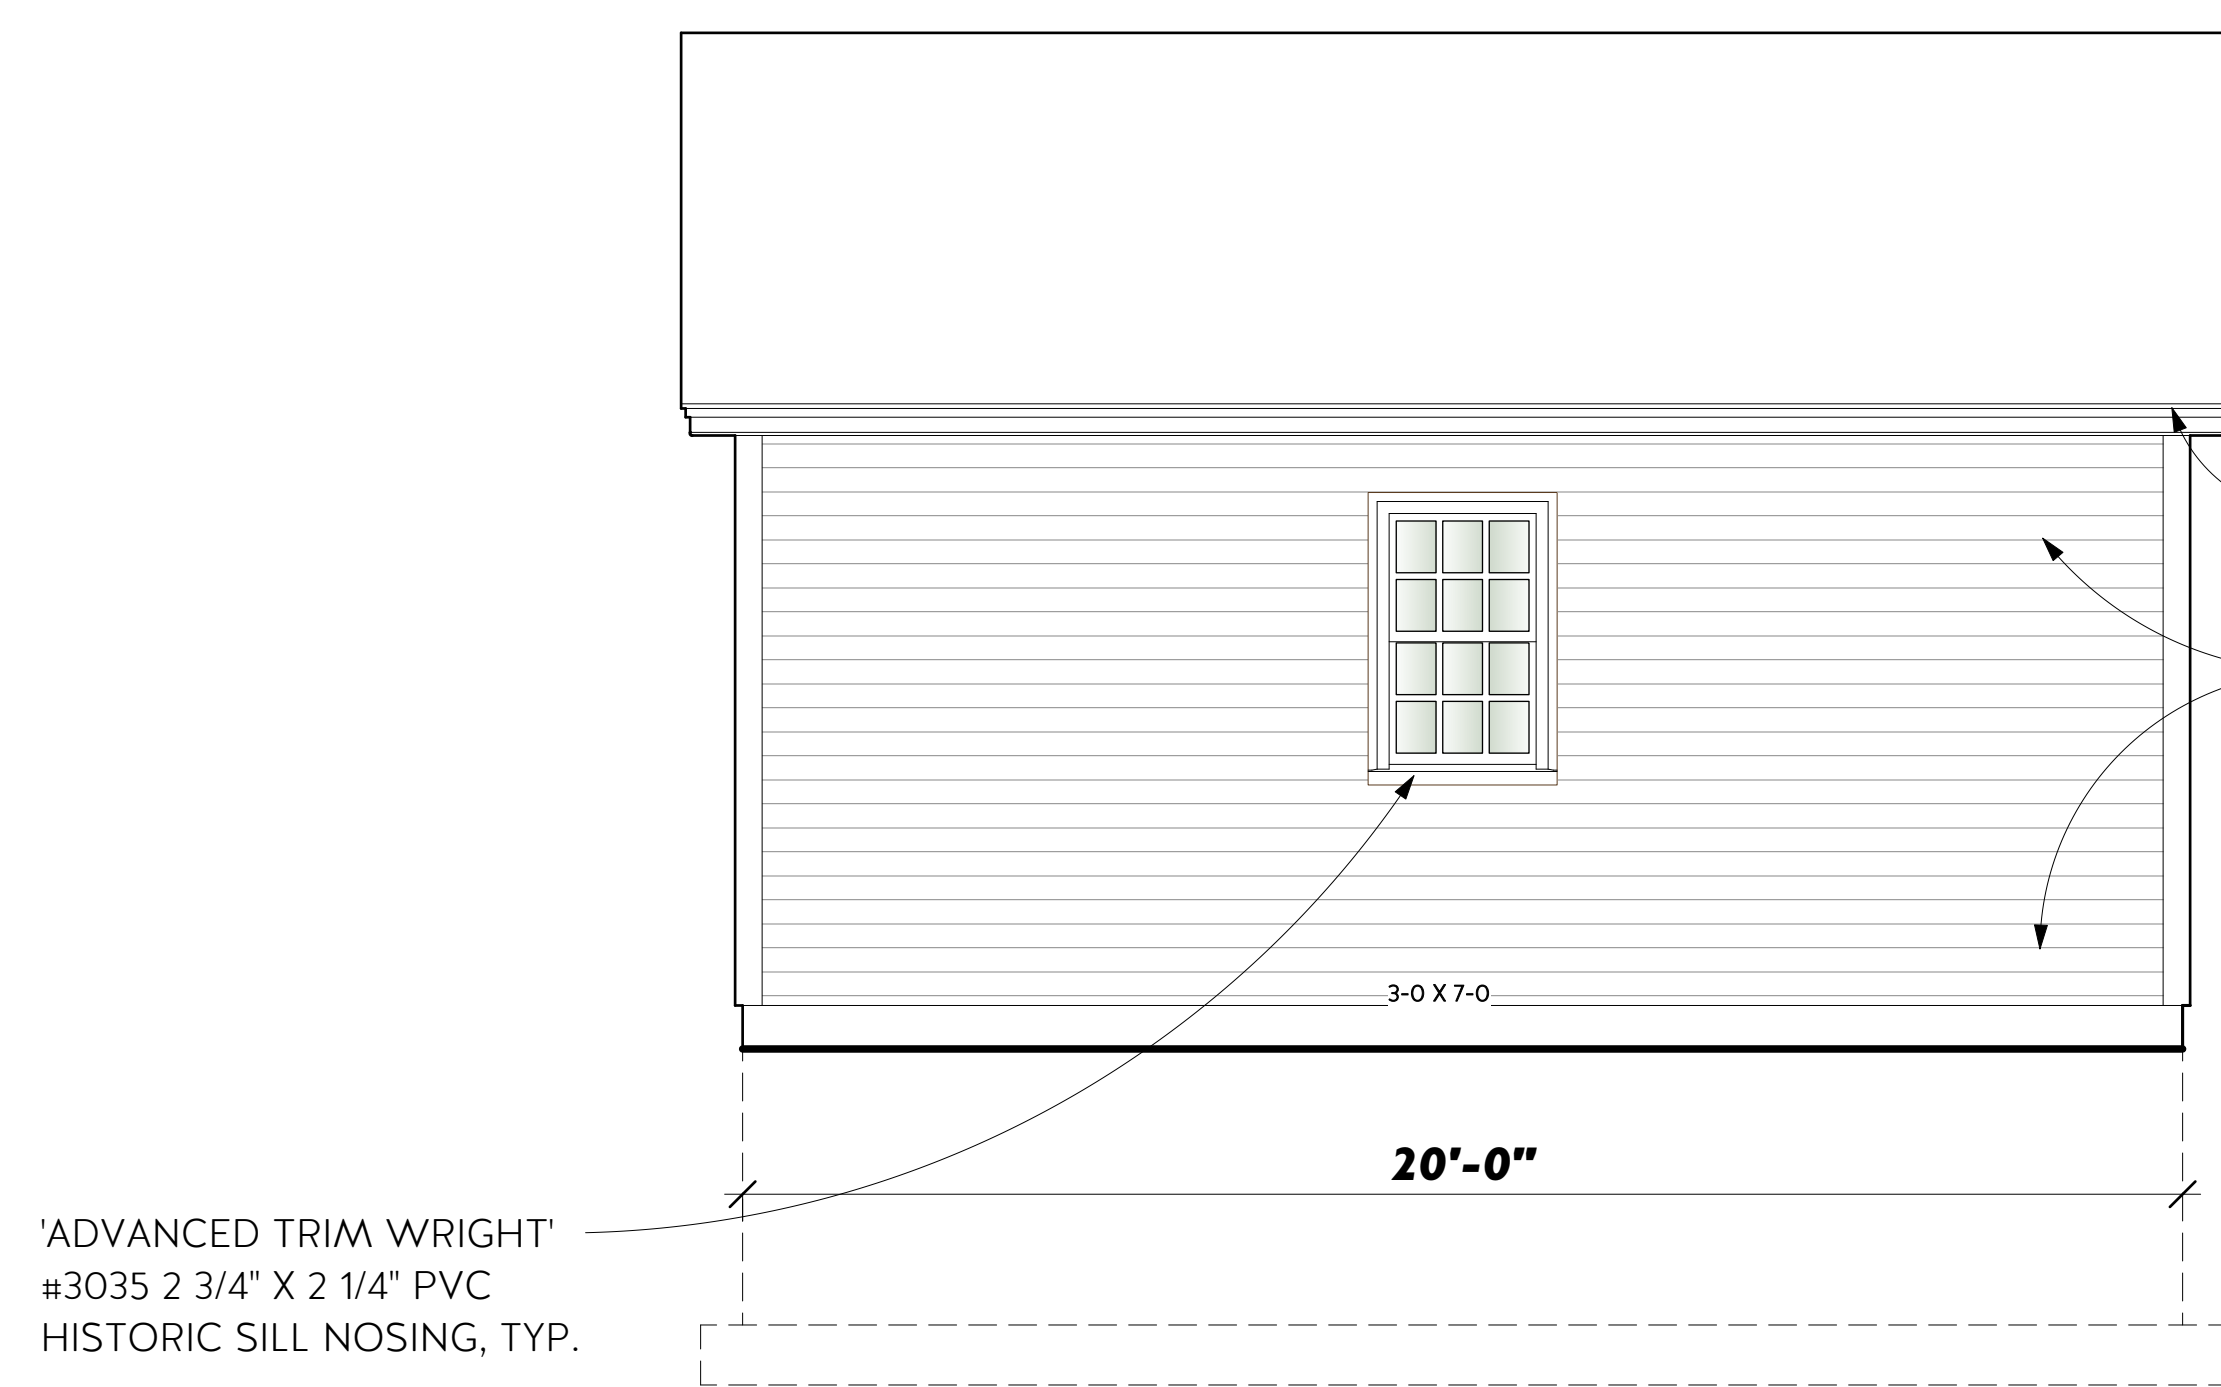 3-0 X 7-0
20'-0"
'ADVANCED TRIM WRIGHT'
#3035 2 3/4" X 2 1/4" PVC
HISTORIC SILL NOSING, TYP.